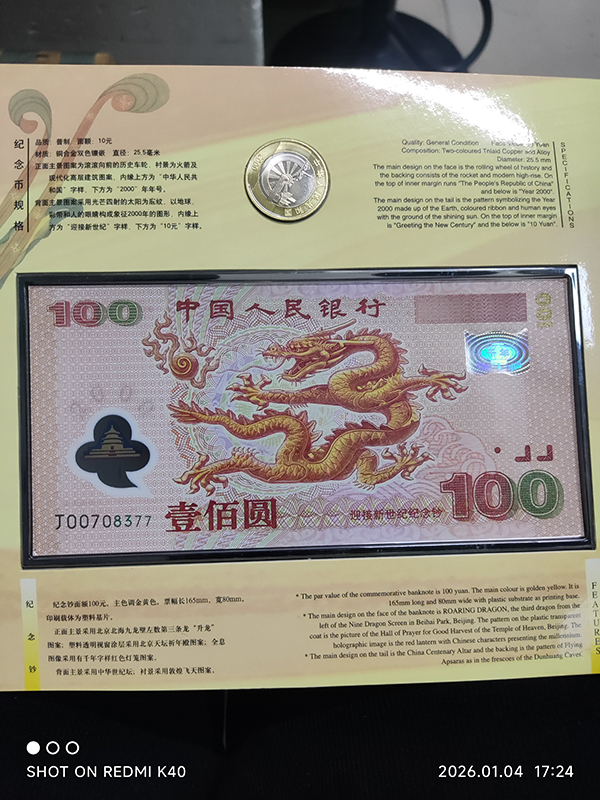 纪念币规格
品质：普制　面额：10元
材质：铜合金双色镶嵌　直径：25.5毫米
正面主景图案为滚滚向前的历史车轮、衬景为火箭及
现代化高层建筑图案、内缘上方为“中华人民共
和国”字样、下方为“2000”年年号。
背面主景图案采用光芒四射的太阳为底蚊、以地球、
彩带和人的眼睛构成象征2000年的图形、内缘上
方为“迎接新世纪”字样、下方为“10元”字样。
Quality: General Condition Yuan
Composition: Two-coloured Tnlaid Copper and Alloy
Diameter: 25.5 mm
The main design on the face is the rolling wheel of history and
the backing consists of the rocket and modern high-rise. On
the top of inner margin runs "The People's Republic of China"
and below is "Year 2000".
The main design on the tail is the pattern symbolizing the Year
2000 made up of the Earth, coloured ribbon and human eyes
with the ground of the shining sun. On the top of inner margin
is "Greeting the New Century" and the below is "10 Yuan".
SPECIFICATIONS
100
中国人民银行
J00708377
壹佰圆
迎接新世纪纪念钞
100
纪念钞
纪念钞面额100元、主色调金黄色，票幅长165mm，宽80mm，
印刷载体为塑料基片。
正面主景采用北京北海九龙壁左数第三条龙“升龙”
图案；塑料透明视窗涂层采用北京天坛祈年殿图案；全息
图像采用有千年字样红色灯笼图案。
背面主景采用中华世纪坛；衬景采用敦煌飞天图案。
* The par value of the commemorative banknote is 100 yuan. The main colour is golden yellow. It is
165mm long and 80mm wide with plastic substrate as printing base.
* The main design on the face of the banknote is ROARING DRAGON, the third dragon from the
left of the Nine Dragon Screen in Beihai Park, Beijing. The pattern on the plastic transparent
coat is the picture of the Hall of Prayer for Good Harvest of the Temple of Heaven, Beijing. The
holographic image is the red lantern with Chinese characters presenting the millennium.
* The main design on the tail is the China Centenary Altar and the backing is the pattern of Flying
Apsaras as in the frescoes of the Dunhuang Caves.
FEATURES
SHOT ON REDMI K40
2026.01.04 17:24